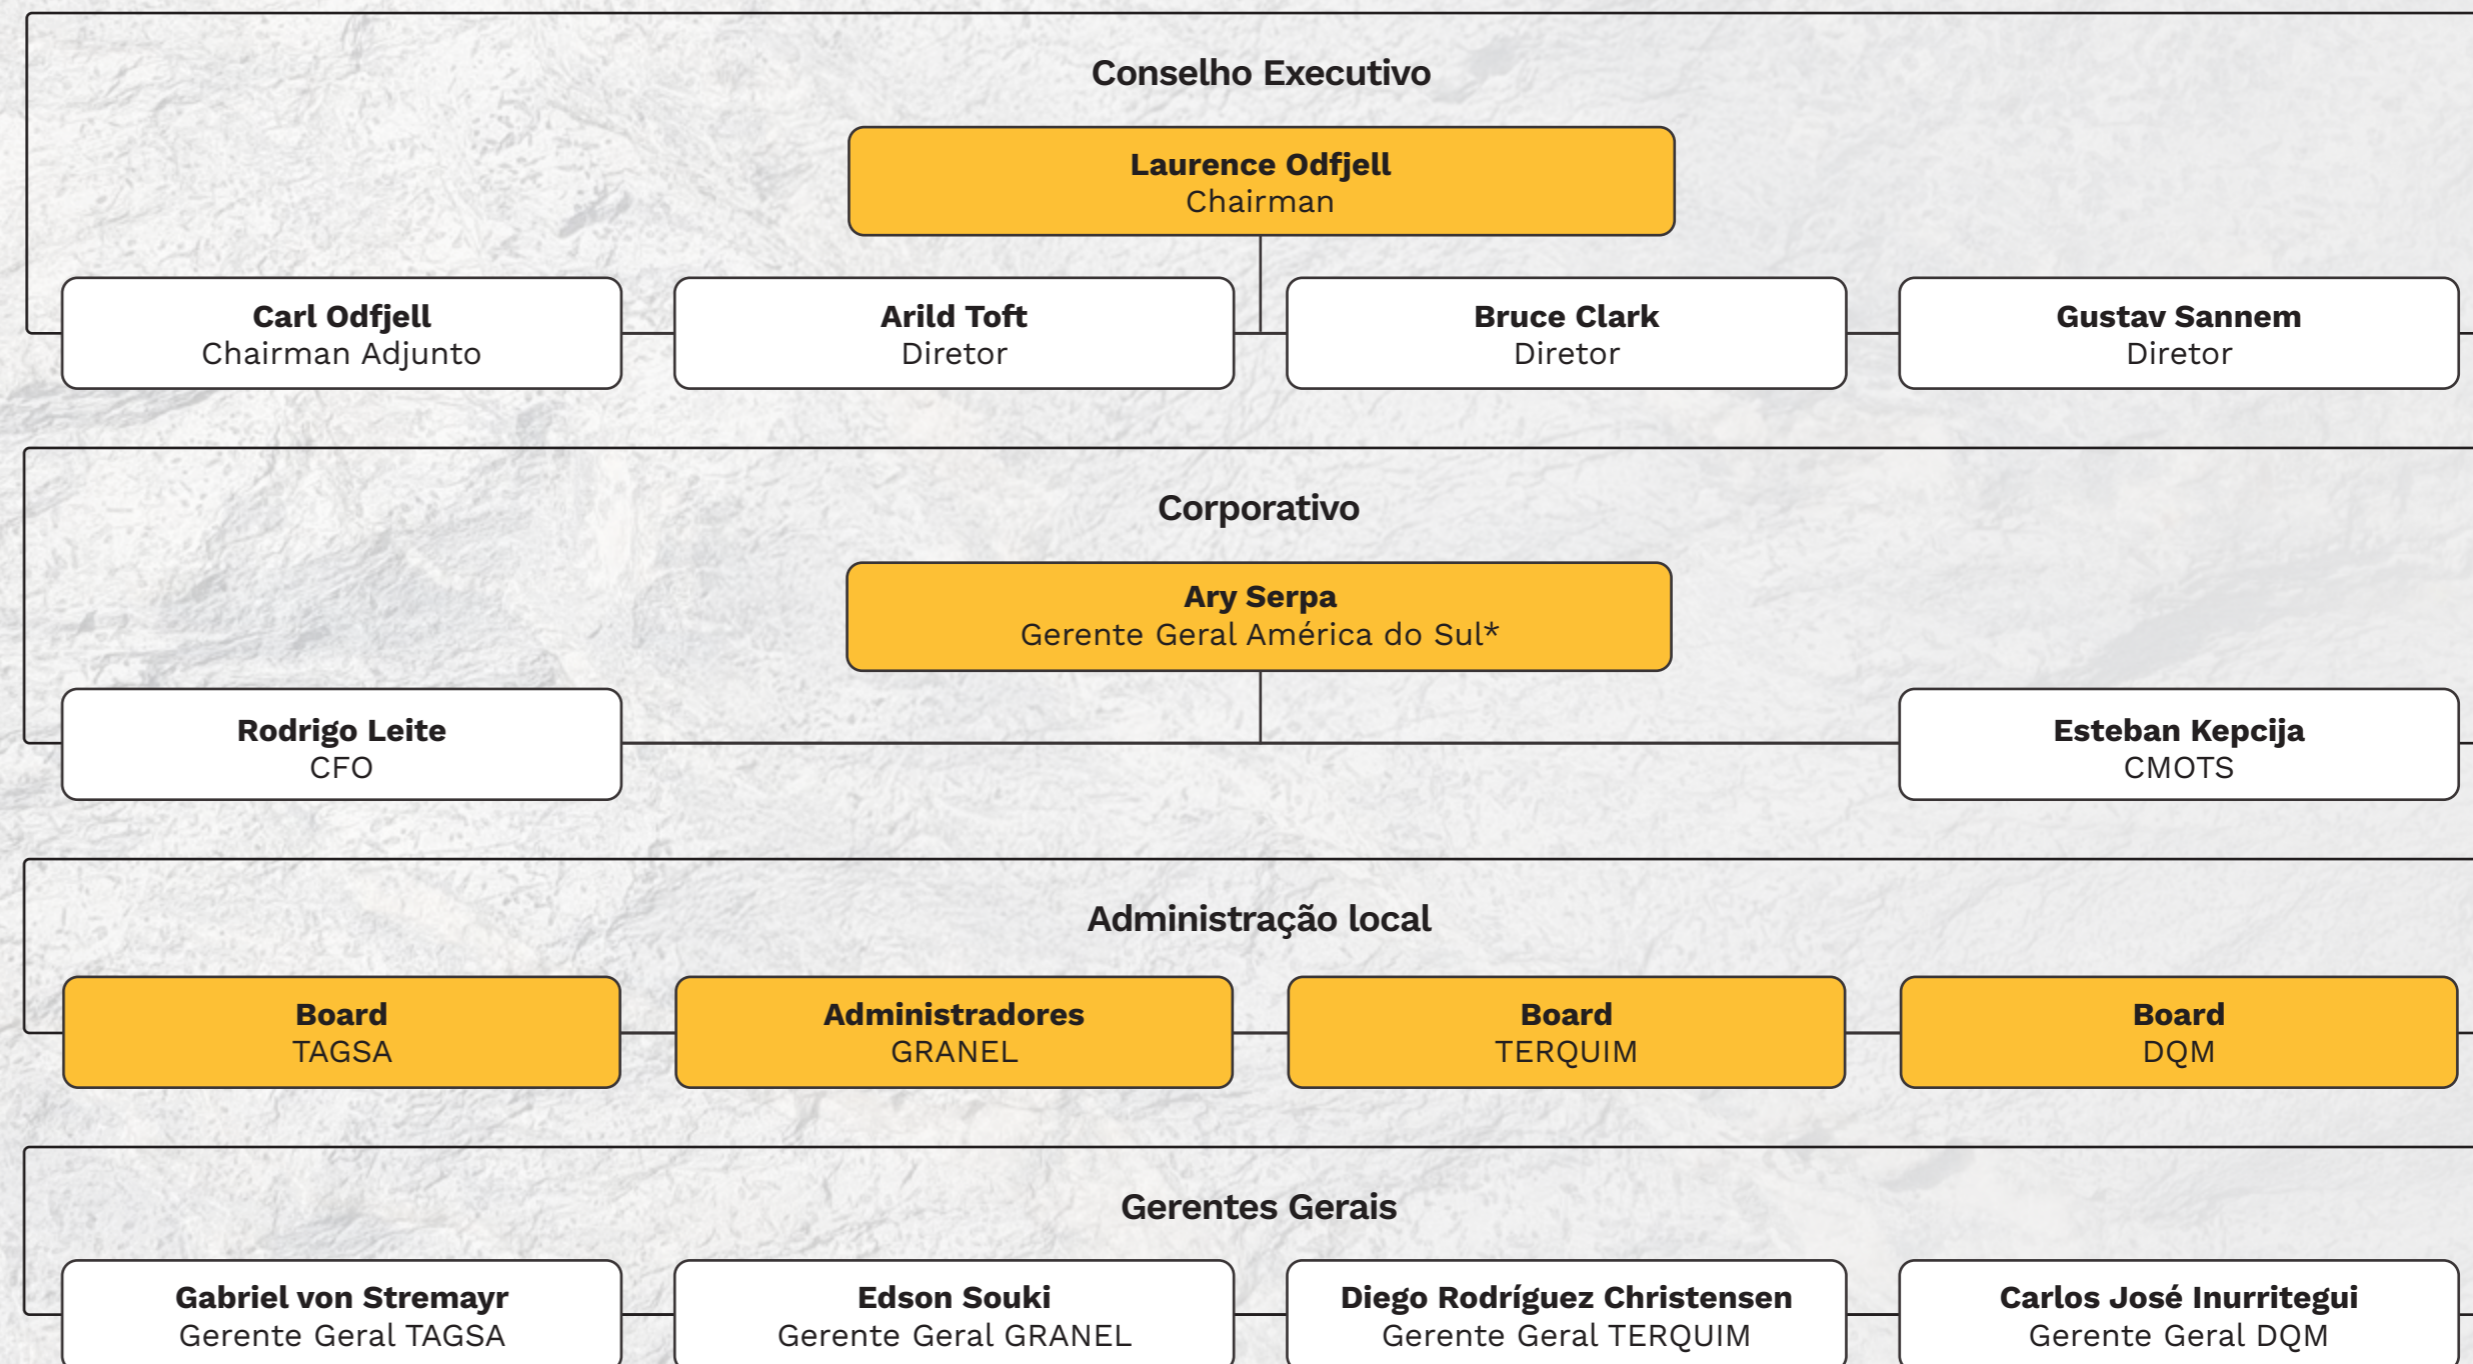 Conselho Executivo
Laurence Odfjell
Chairman
Carl Odfjell
Chairman Adjunto
Arild Toft
Diretor
Bruce Clark
Diretor
Gustav Sannem
Diretor
Corporativo
Ary Serpa
Gerente Geral América do Sul*
Rodrigo Leite
CFO
Esteban Kepcija
CMOTS
Administração local
Board
TAGSA
Administradores
GRANEL
Board
TERQUIM
Board
DQM
Gerentes Gerais
Gabriel von Stremayr
Gerente Geral TAGSA
Edson Souki
Gerente Geral GRANEL
Diego Rodríguez Christensen
Gerente Geral TERQUIM
Carlos José Inurritegui
Gerente Geral DQM